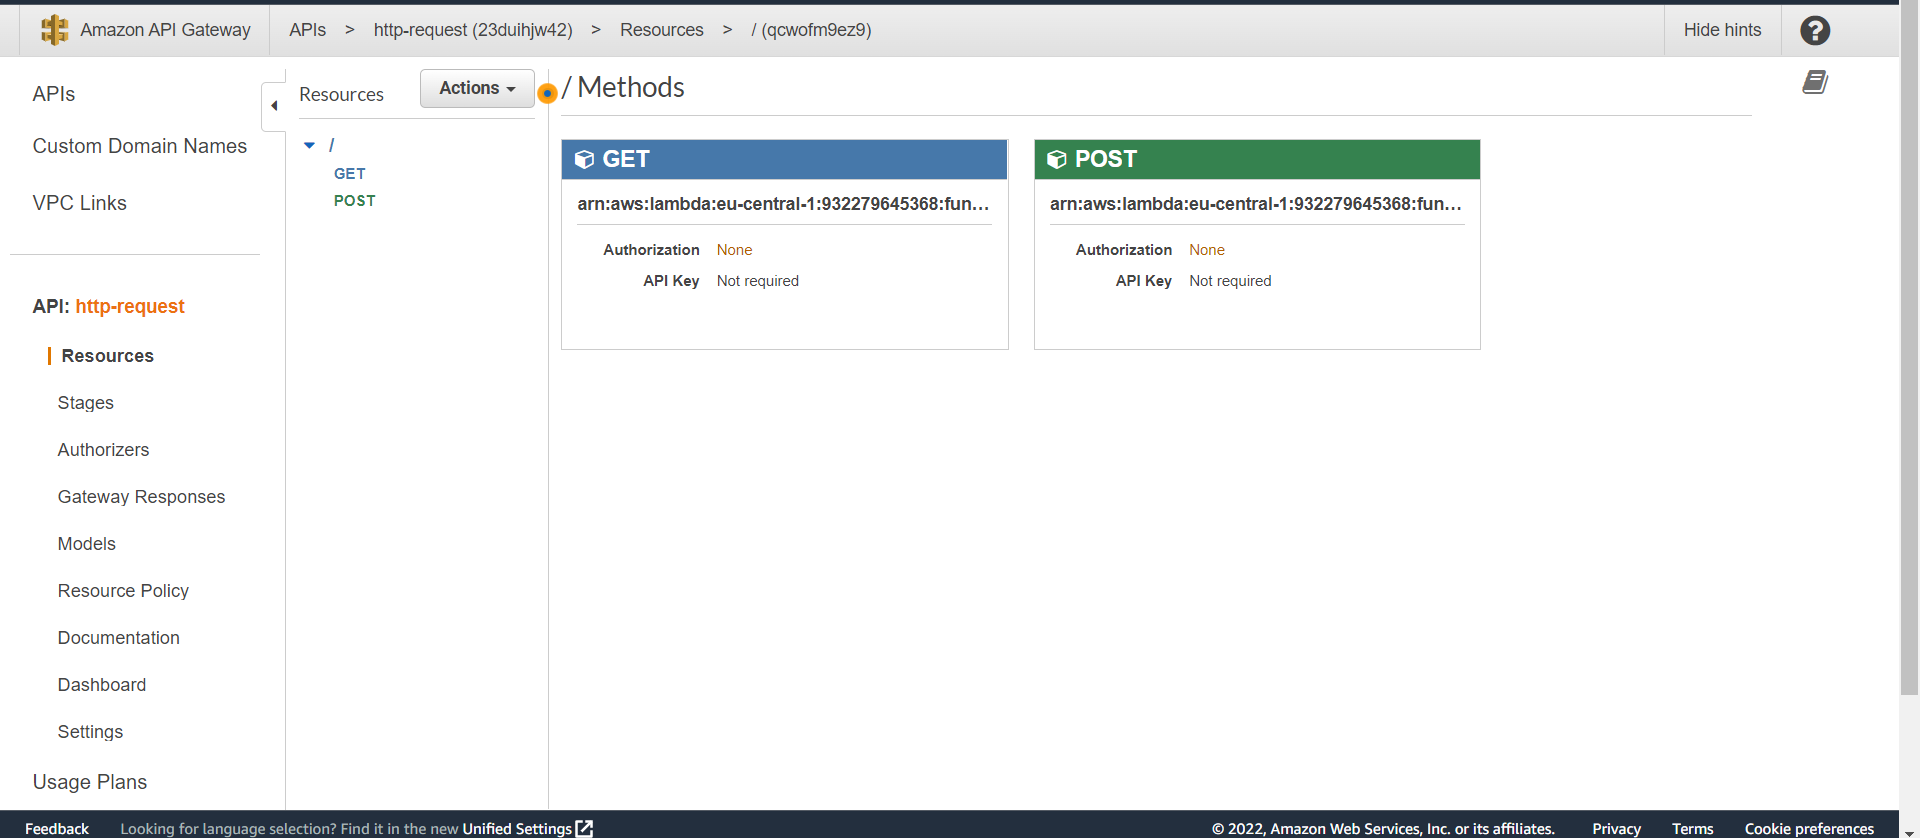 Amazon API Gateway
APIs > http-request (23duihjw42) > Resources > / (qcwofm9ez9)
Hide hints
?
APIs
Custom Domain Names
VPC Links
API: http-request
Resources
Stages
Authorizers
Gateway Responses
Models
Resource Policy
Documentation
Dashboard
Settings
Usage Plans
Resources
Actions
/
GET
POST
/ Methods
GET
arn:aws:lambda:eu-central-1:932279645368:fun...
Authorization None
API Key Not required
POST
arn:aws:lambda:eu-central-1:932279645368:fun...
Authorization None
API Key Not required
Feedback
Looking for language selection? Find it in the new Unified Settings
© 2022, Amazon Web Services, Inc. or its affiliates.
Privacy
Terms
Cookie preferences